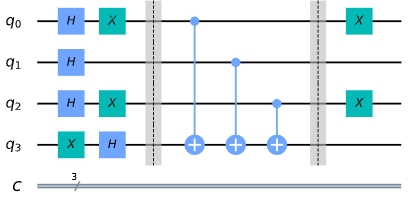 q0 H X X
q1 H
q2 H X X
q3 X H
c 3